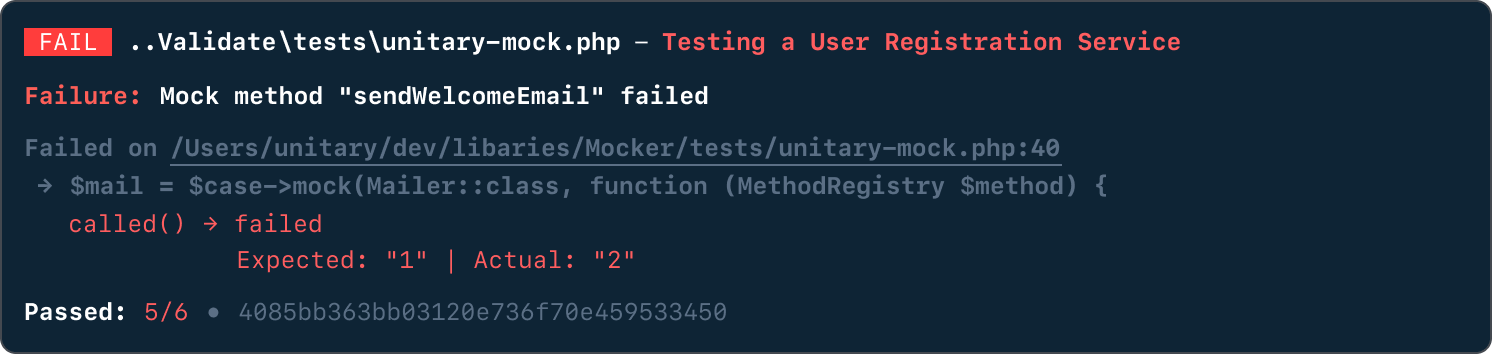 FAIL ..Validate\tests\unitary-mock.php – Testing a User Registration Service
Failure: Mock method "sendWelcomeEmail" failed
Failed on /Users/unitary/dev/libaries/Mocker/tests/unitary-mock.php:40
→ $mail = $case->mock(Mailer::class, function (MethodRegistry $method) {
called() → failed
Expected: "1" | Actual: "2"
Passed: 5/6 ● 4085bb363bb03120e736f70e459533450